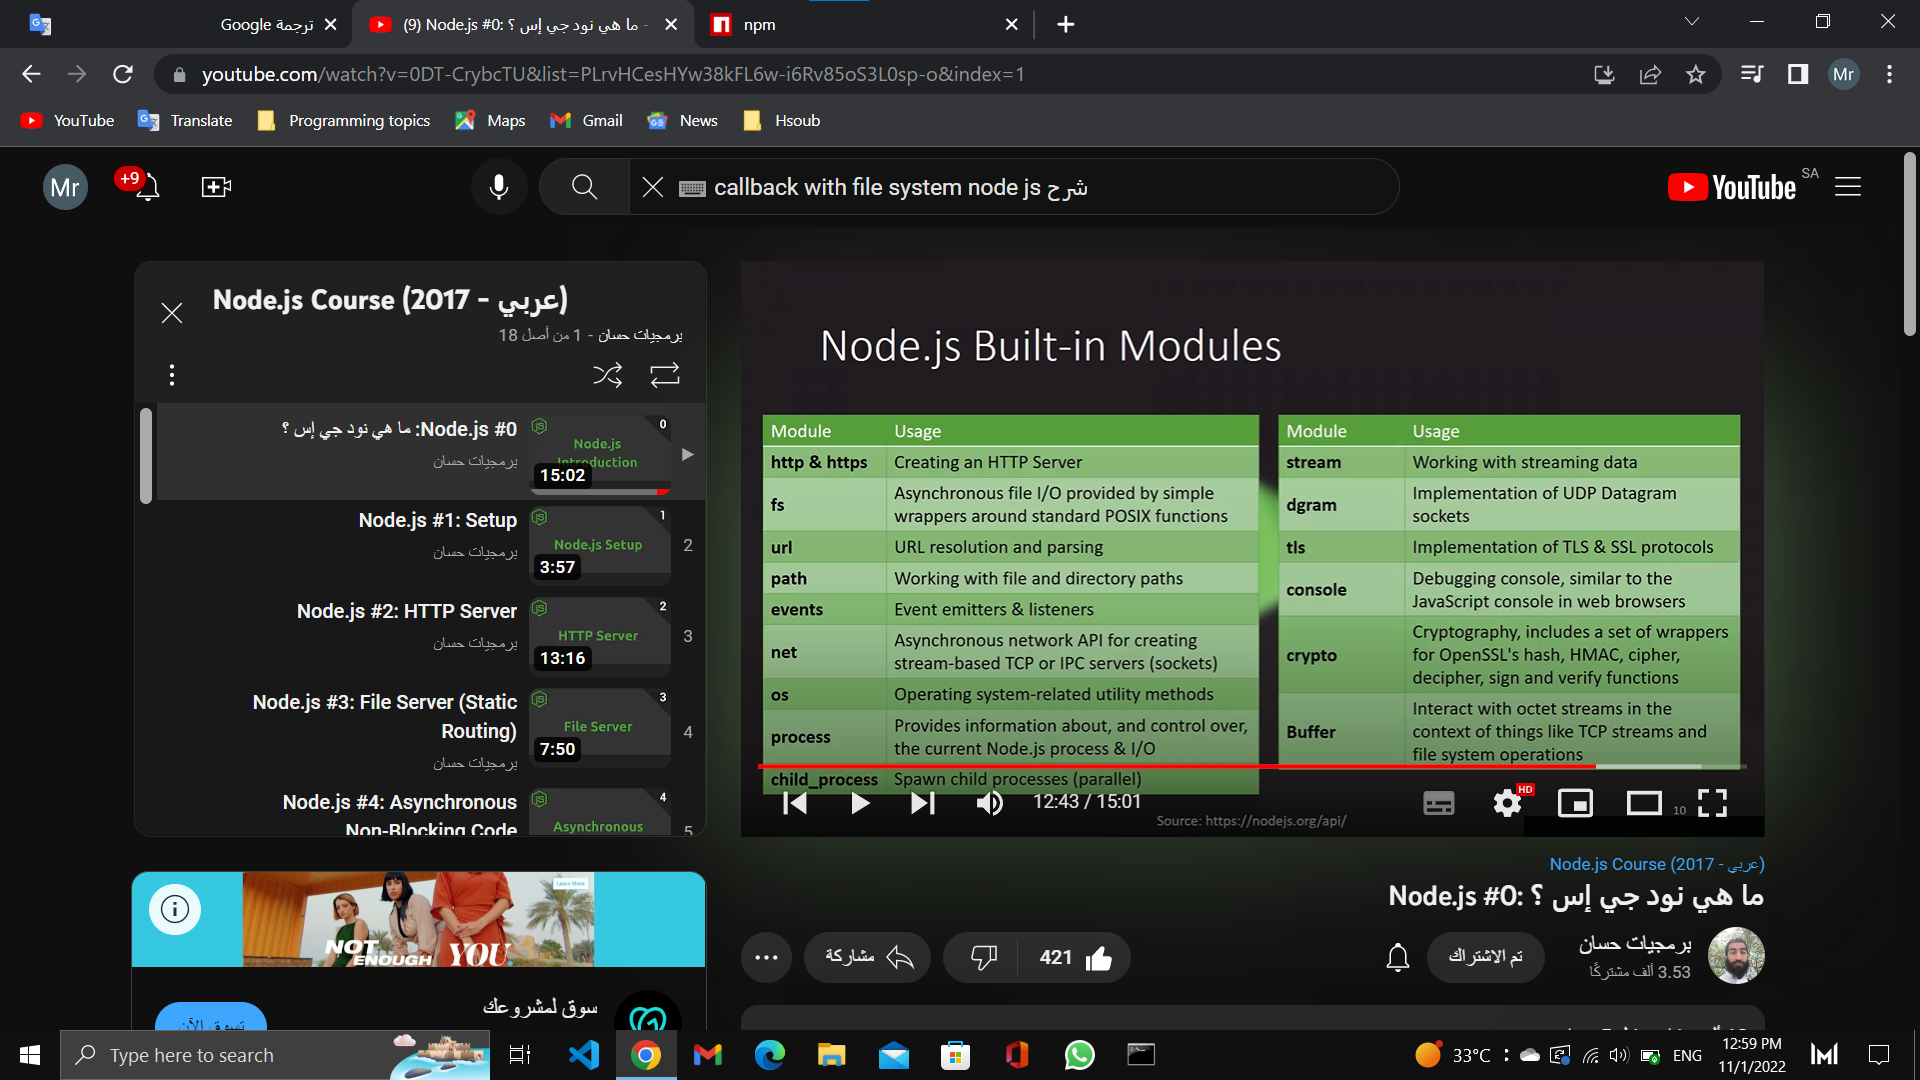 Google ترجمة
(9) Node.js #0: ما هي نود جي إس ؟ -
npm
youtube.com/watch?v=0DT-CrybcTU&list=PLrvHCesHYw38kFL6w-i6Rv85oS3L0sp-o&index=1
Mr
YouTube
Translate
Programming topics
Maps
Gmail
News
Hsoub
Mr
+9
callback with file system node js شرح
YouTube SA
Node.js Course (2017 - عربي)
برمجيات حسان - 1 من أصل 18
Node.js #0: ما هي نود جي إس ؟
برمجيات حسان
Node.js
Introduction
0
15:02
Node.js #1: Setup
برمجيات حسان
Node.js Setup
1
3:57
2
Node.js #2: HTTP Server
برمجيات حسان
HTTP Server
2
13:16
3
Node.js #3: File Server (Static
Routing)
برمجيات حسان
File Server
3
7:50
4
Node.js #4: Asynchronous
Non-Blocking Code
Asynchronous
4
5
Node.js Built-in Modules
Module Usage
http & https Creating an HTTP Server
fs Asynchronous file I/O provided by simple
wrappers around standard POSIX functions
url URL resolution and parsing
path Working with file and directory paths
events Event emitters & listeners
net Asynchronous network API for creating
stream-based TCP or IPC servers (sockets)
os Operating system-related utility methods
process Provides information about, and control over,
the current Node.js process & I/O
child_process Spawn child processes (parallel)
Module Usage
stream Working with streaming data
dgram Implementation of UDP Datagram
sockets
tls Implementation of TLS & SSL protocols
console Debugging console, similar to the
JavaScript console in web browsers
crypto Cryptography, includes a set of wrappers
for OpenSSL's hash, HMAC, cipher,
decipher, sign and verify functions
Buffer Interact with octet streams in the
context of things like TCP streams and
file system operations
12:43 / 15:01
Source: https://nodejs.org/api/
HD
10
Node.js Course (2017 - عربي)
Node.js #0: ما هي نود جي إس ؟
برمجيات حسان
3.53 ألف مشتركًا
تم الاشتراك
421
مشاركة
Learn More
NOT
ENOUGH
YOU.
سوق لمشروعك
تسوق الآن
Type here to search
33°C
ENG
12:59 PM
11/1/2022